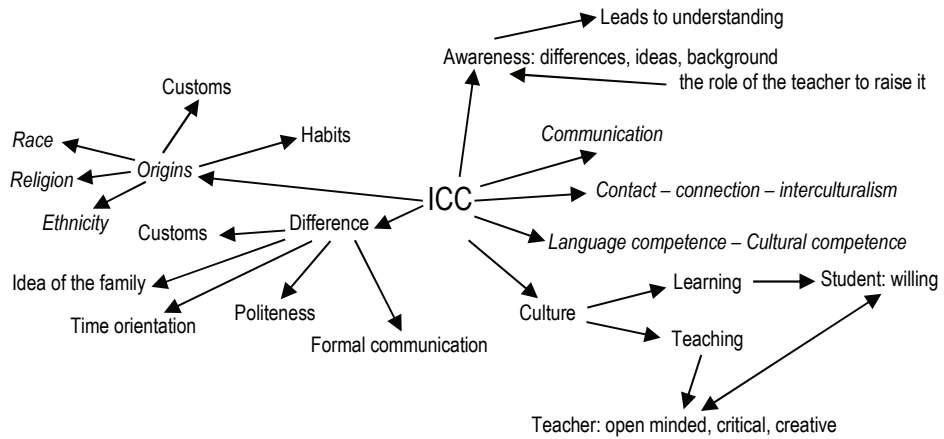 Leads to understanding
Awareness: differences, ideas, background
the role of the teacher to raise it
Customs
Habits
Race
Origins
Religion
Ethnicity
Communication
ICC
Contact – connection – interculturalism
Language competence – Cultural competence
Difference
Customs
Idea of the family
Time orientation
Politeness
Formal communication
Culture
Learning
Student: willing
Teaching
Teacher: open minded, critical, creative